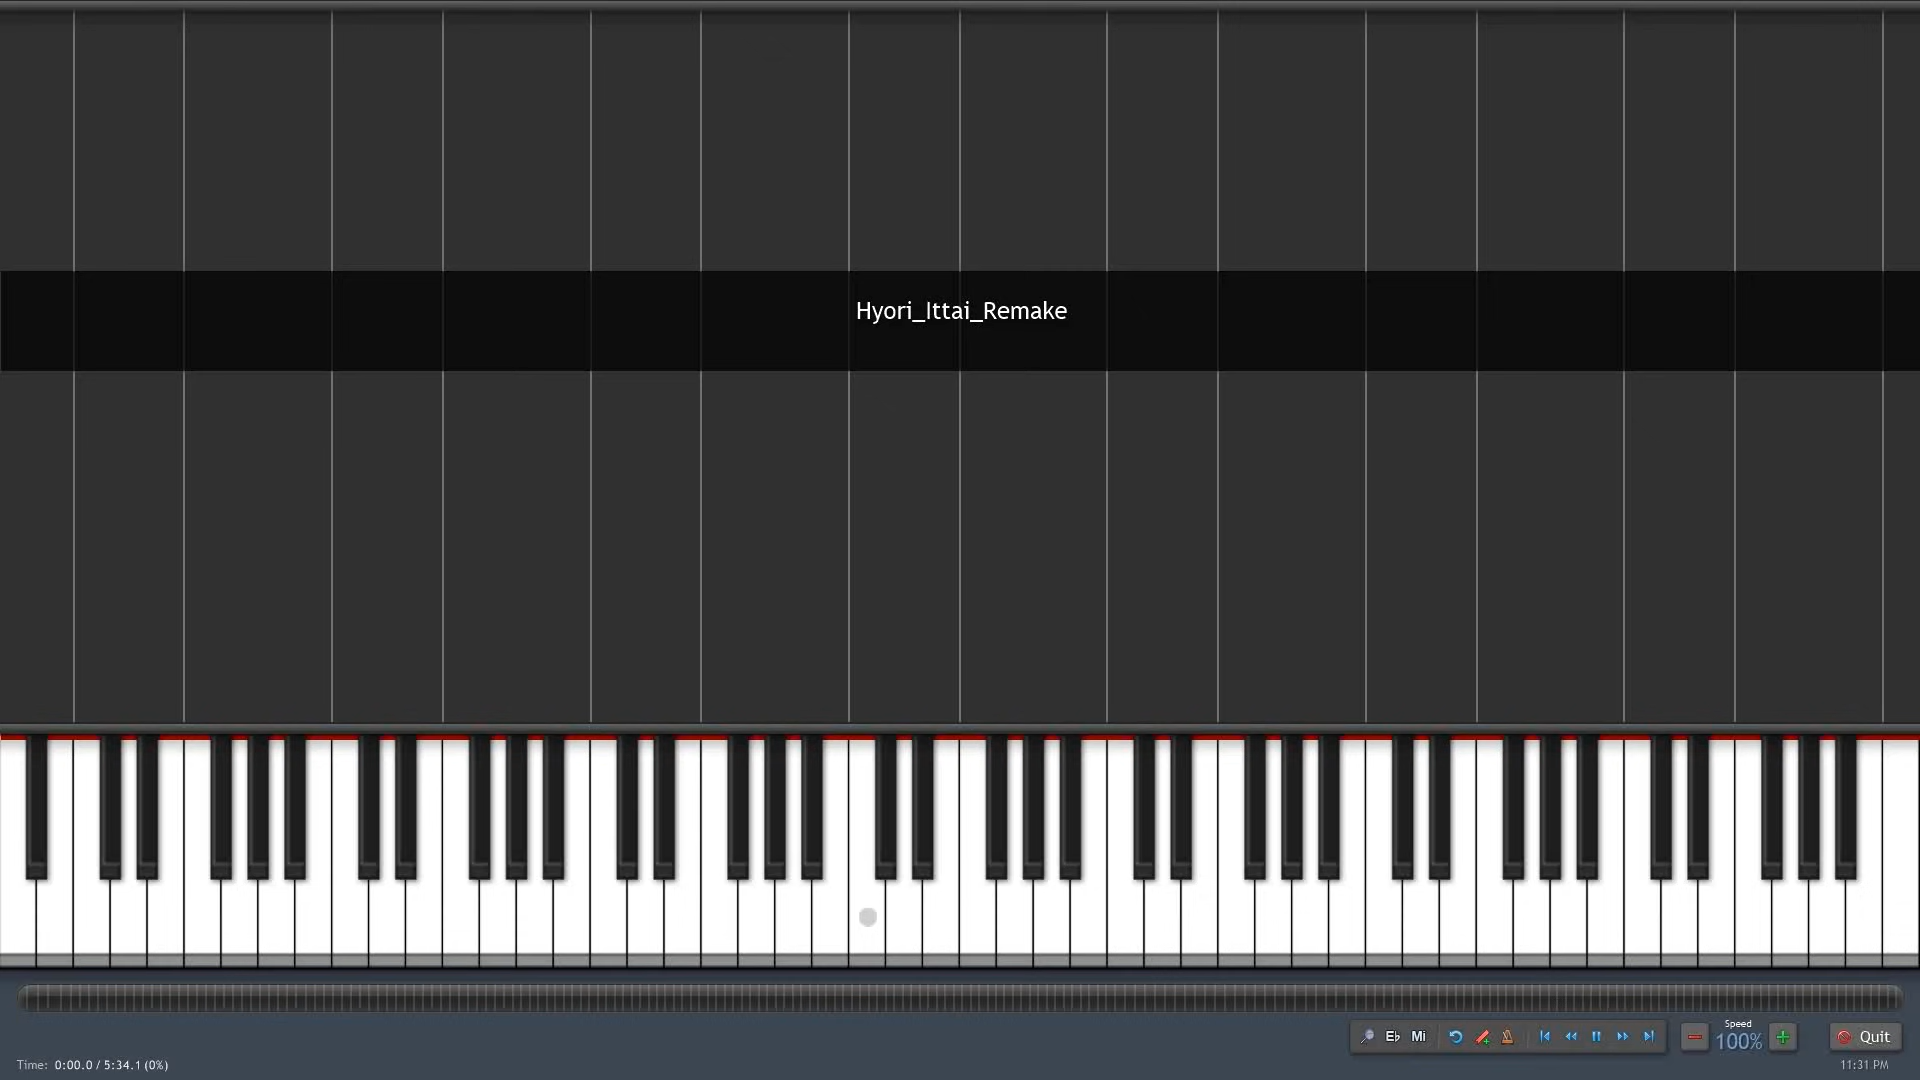 Hyori_Ittai_Remake
Eb Mi
Speed
100%
Quit
Time: 0:00.0 / 5:34.1 (0%)
11:31 PM